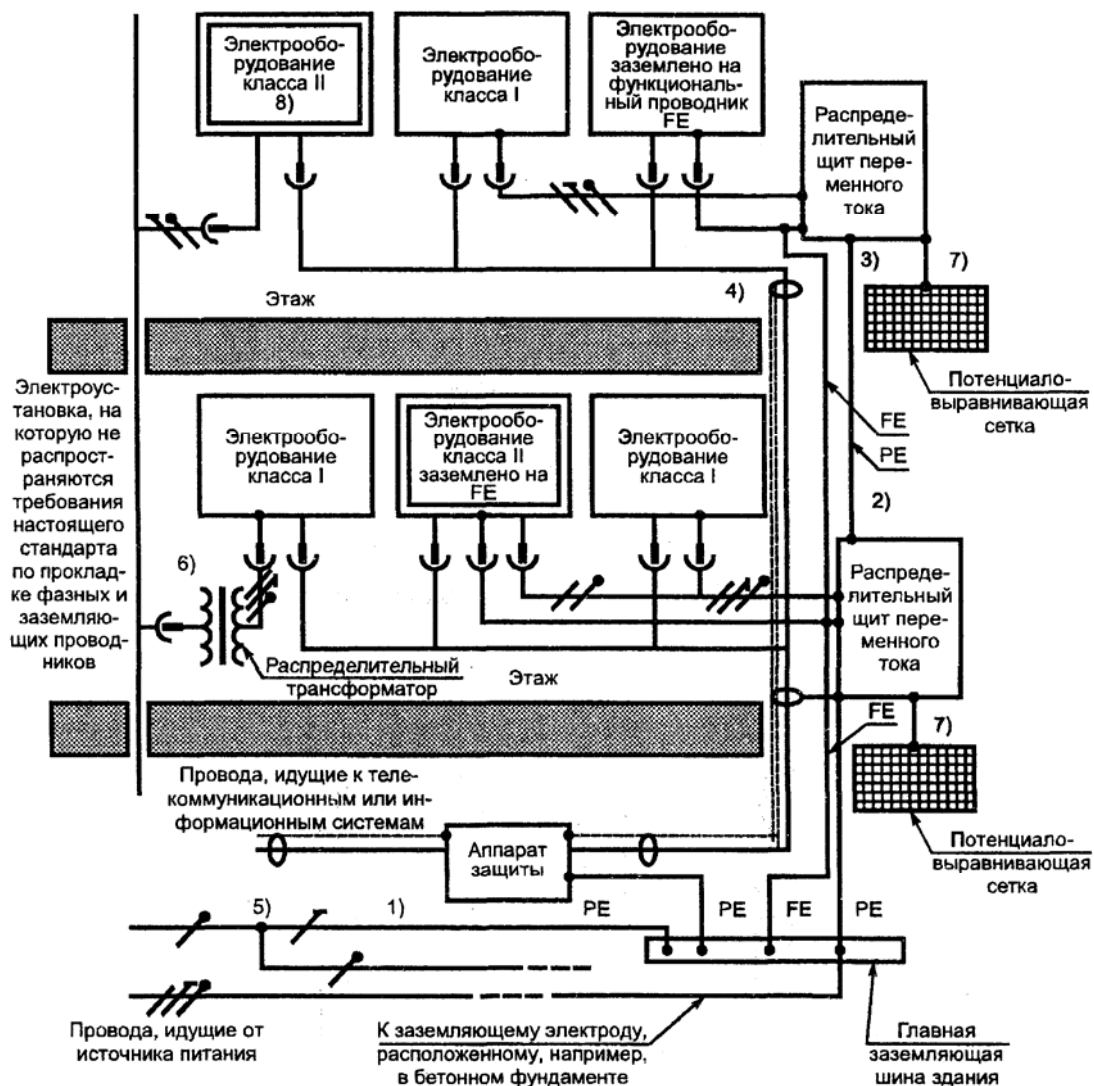 Электрообо-
рудование
класса II
8)
Электрообо-
рудование
класса I
Электрооборудование
заземлено на
функциональ-
ный проводник
FE
Распреде-
лительный
щит пере-
менного
тока
3)
7)
4)
Этаж
Потенциало-
выравнивающая
сетка
FE
PE
Электроус-
тановка, на
которую не
распрост-
раняются
требования
настоящего
стандарта
по проклад-
ке фазных и
заземляю-
щих провод-
ников
Электрообо-
рудование
класса I
Электрообо-
рудование
класса II
заземлено на
FE
Электрообо-
рудование
класса I
2)
6)
Распреде-
лительный
щит пере-
менного
тока
Распределительный
трансформатор
Этаж
FE
7)
Провода, идущие к теле-
коммуникационным или ин-
формационным системам
Аппарат
защиты
Потенциало-
выравнивающая
сетка
5)
1)
PE
PE
FE
PE
Провода, идущие от
источника питания
К заземляющему электроду,
расположенному, например,
в бетонном фундаменте
Главная
заземляющая
шина здания